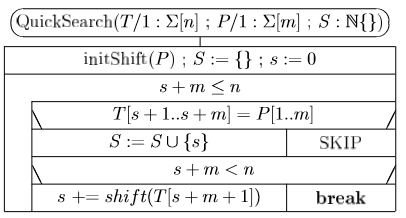 QuickSearch(T/1 : Σ[n] ; P/1 : Σ[m] ; S : ℕ{})
initShift(P) ; S := {} ; s := 0
s + m ≤ n
T[s + 1..s + m] = P[1..m]
S := S ∪ {s} SKIP
s + m < n
s += shift(T[s + m + 1]) break